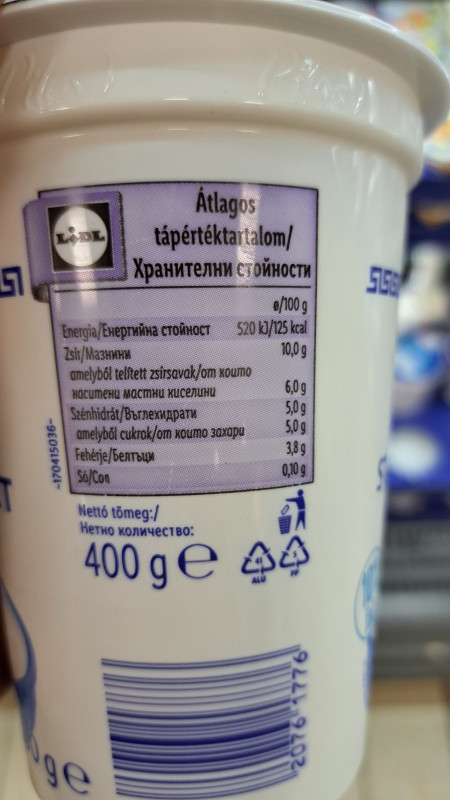 LIDL
Átlagos
tápértéktartalom/
Хранителни стойности
ø/100 g
Energia/Енергийна стойност 520 kJ/125 kcal
Zsír/Мазнини 10,0 g
amelyből telített zsírsavak/от които
наситени мастни киселини 6,0 g
Szénhidrát/Въглехидрати 5,0 g
amelyből cukrok/от които захари 5,0 g
Fehérje/Белтъци 3,8 g
Só/Сол 0,10 g
-170415036-
Nettó tömeg:/
Нетно количество:
400 g e
41
ALU
5
PP
2076 1776
g e